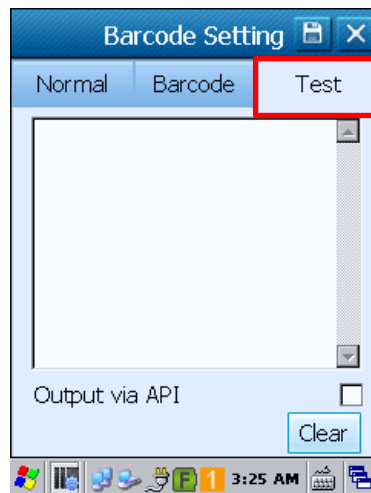 Barcode Setting
Normal Barcode Test
Output via API
Clear
F 1 3:25 AM